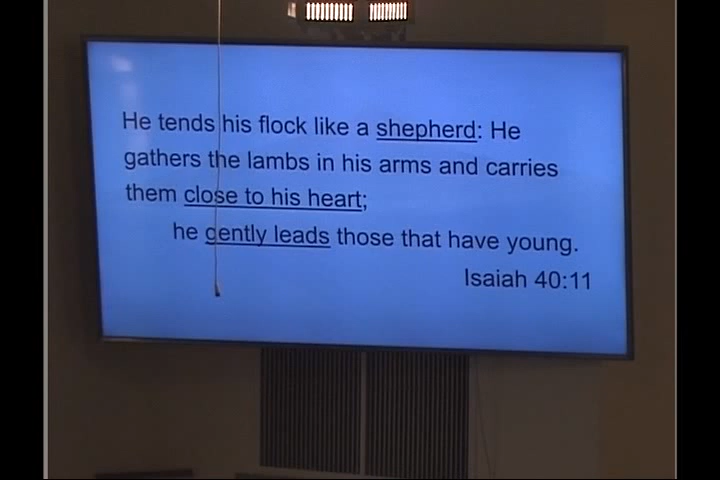 He tends his flock like a shepherd: He
gathers the lambs in his arms and carries
them close to his heart;
he gently leads those that have young.
Isaiah 40:11